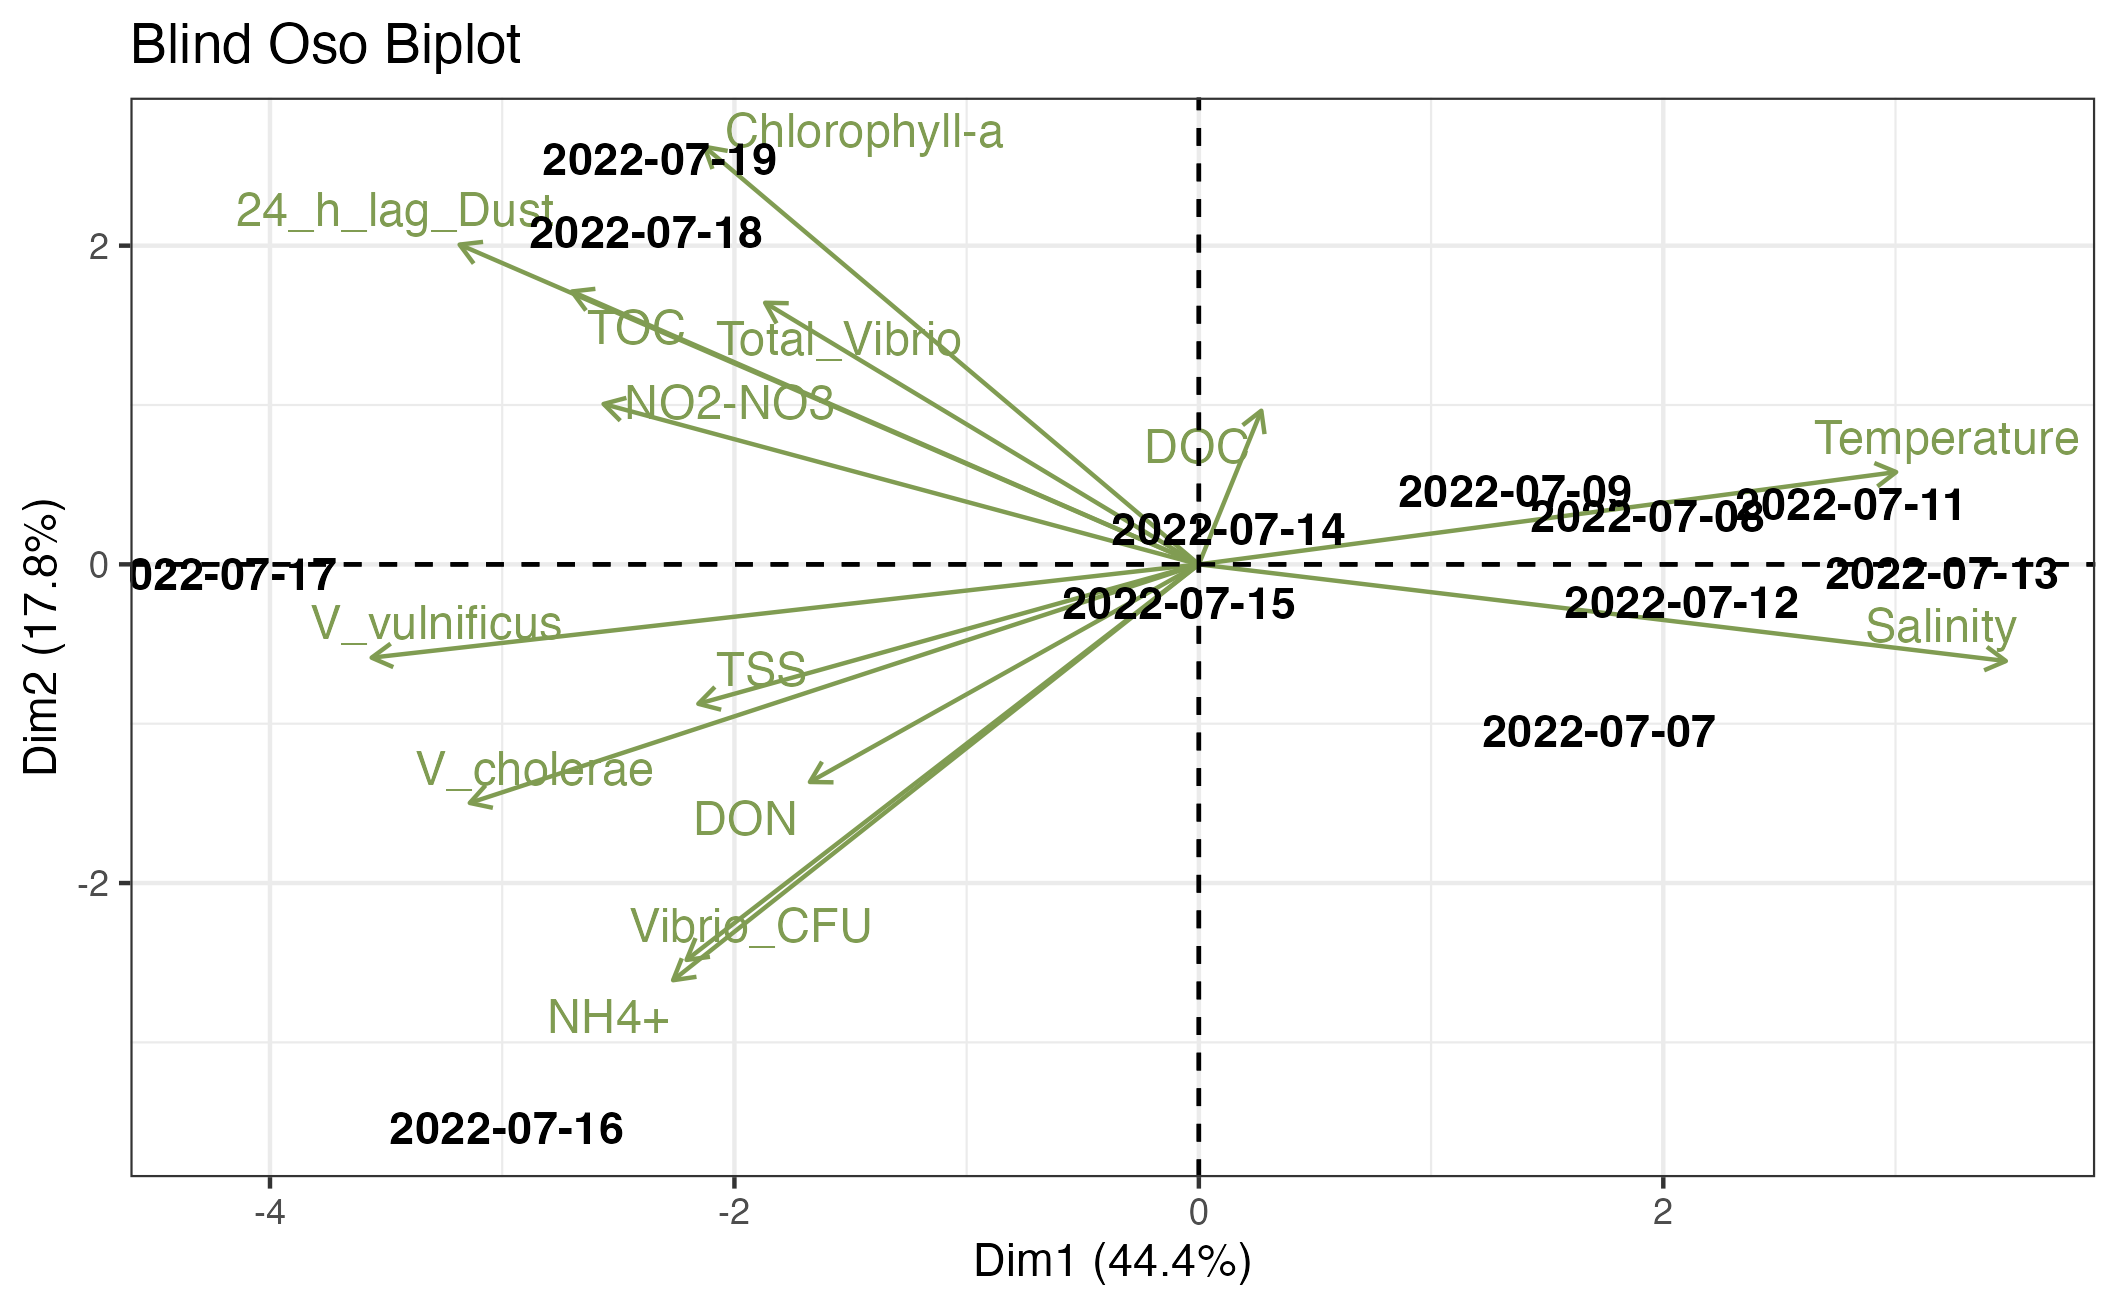 Blind Oso Biplot
Chlorophyll-a
2022-07-19
24_h_lag_Dust
2022-07-18
2
TOC
Total_Vibrio
NO2-NO3
DOC
Temperature
2022-07-09
2022-07-08
2022-07-11
2022-07-14
0
022-07-17
2022-07-13
2022-07-15
2022-07-12
V_vulnificus
Salinity
TSS
2022-07-07
V_cholerae
DON
-2
Vibrio_CFU
NH4+
2022-07-16
-4
-2
0
2
Dim1 (44.4%)
Dim2 (17.8%)